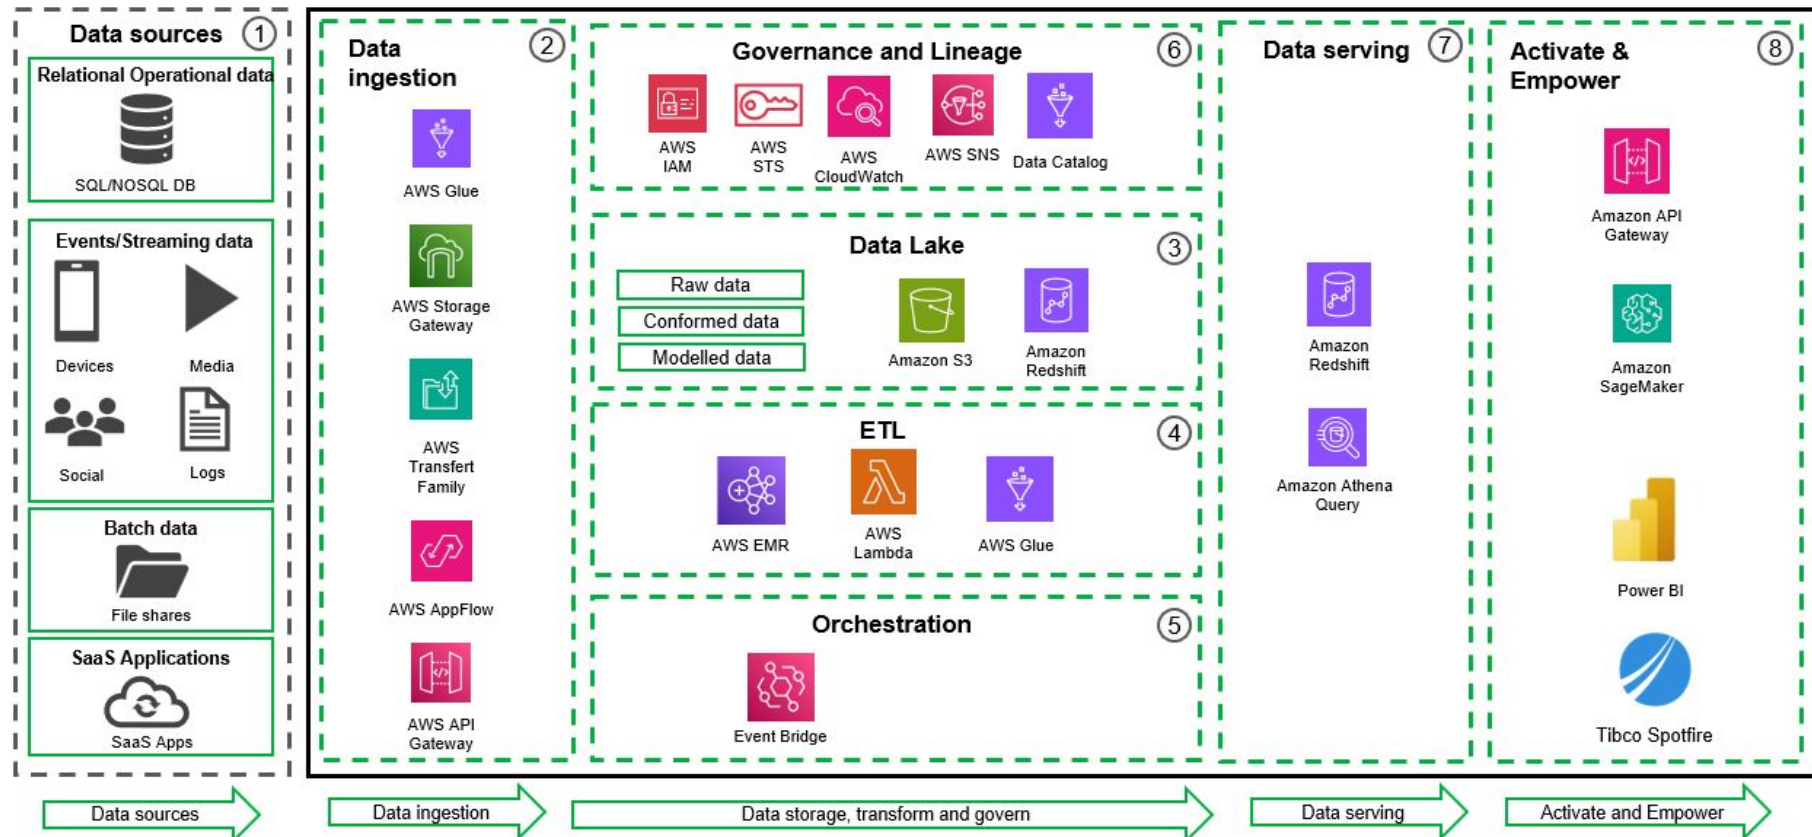 Data sources
1
Relational Operational data
SQL/NOSQL DB
Events/Streaming data
Devices
Media
Social
Logs
Batch data
File shares
SaaS Applications
SaaS Apps
Data
ingestion
2
AWS Glue
AWS Storage
Gateway
AWS
Transfert
Family
AWS AppFlow
AWS API
Gateway
Governance and Lineage
6
AWS
IAM
AWS
STS
AWS
CloudWatch
AWS SNS
Data Catalog
Data Lake
3
Raw data
Conformed data
Modelled data
Amazon S3
Amazon
Redshift
ETL
4
AWS EMR
AWS
Lambda
AWS Glue
Orchestration
5
Event Bridge
Data serving
7
Amazon
Redshift
Amazon Athena
Query
Activate &
Empower
8
Amazon API
Gateway
Amazon
SageMaker
Power BI
Tibco Spotfire
Data sources
Data ingestion
Data storage, transform and govern
Data serving
Activate and Empower